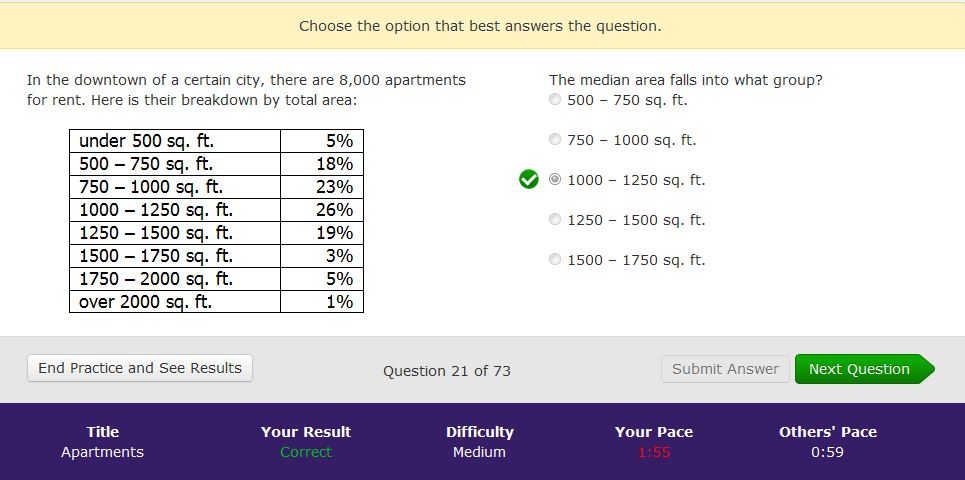 Choose the option that best answers the question.
In the downtown of a certain city, there are 8,000 apartments
for rent. Here is their breakdown by total area:
under 500 sq. ft. 5%
500 – 750 sq. ft. 18%
750 – 1000 sq. ft. 23%
1000 – 1250 sq. ft. 26%
1250 – 1500 sq. ft. 19%
1500 – 1750 sq. ft. 3%
1750 – 2000 sq. ft. 5%
over 2000 sq. ft. 1%
The median area falls into what group?
500 – 750 sq. ft.
750 – 1000 sq. ft.
1000 – 1250 sq. ft.
1250 – 1500 sq. ft.
1500 – 1750 sq. ft.
End Practice and See Results
Question 21 of 73
Submit Answer
Next Question
Title Your Result Difficulty Your Pace Others' Pace
Apartments Correct Medium 1:55 0:59